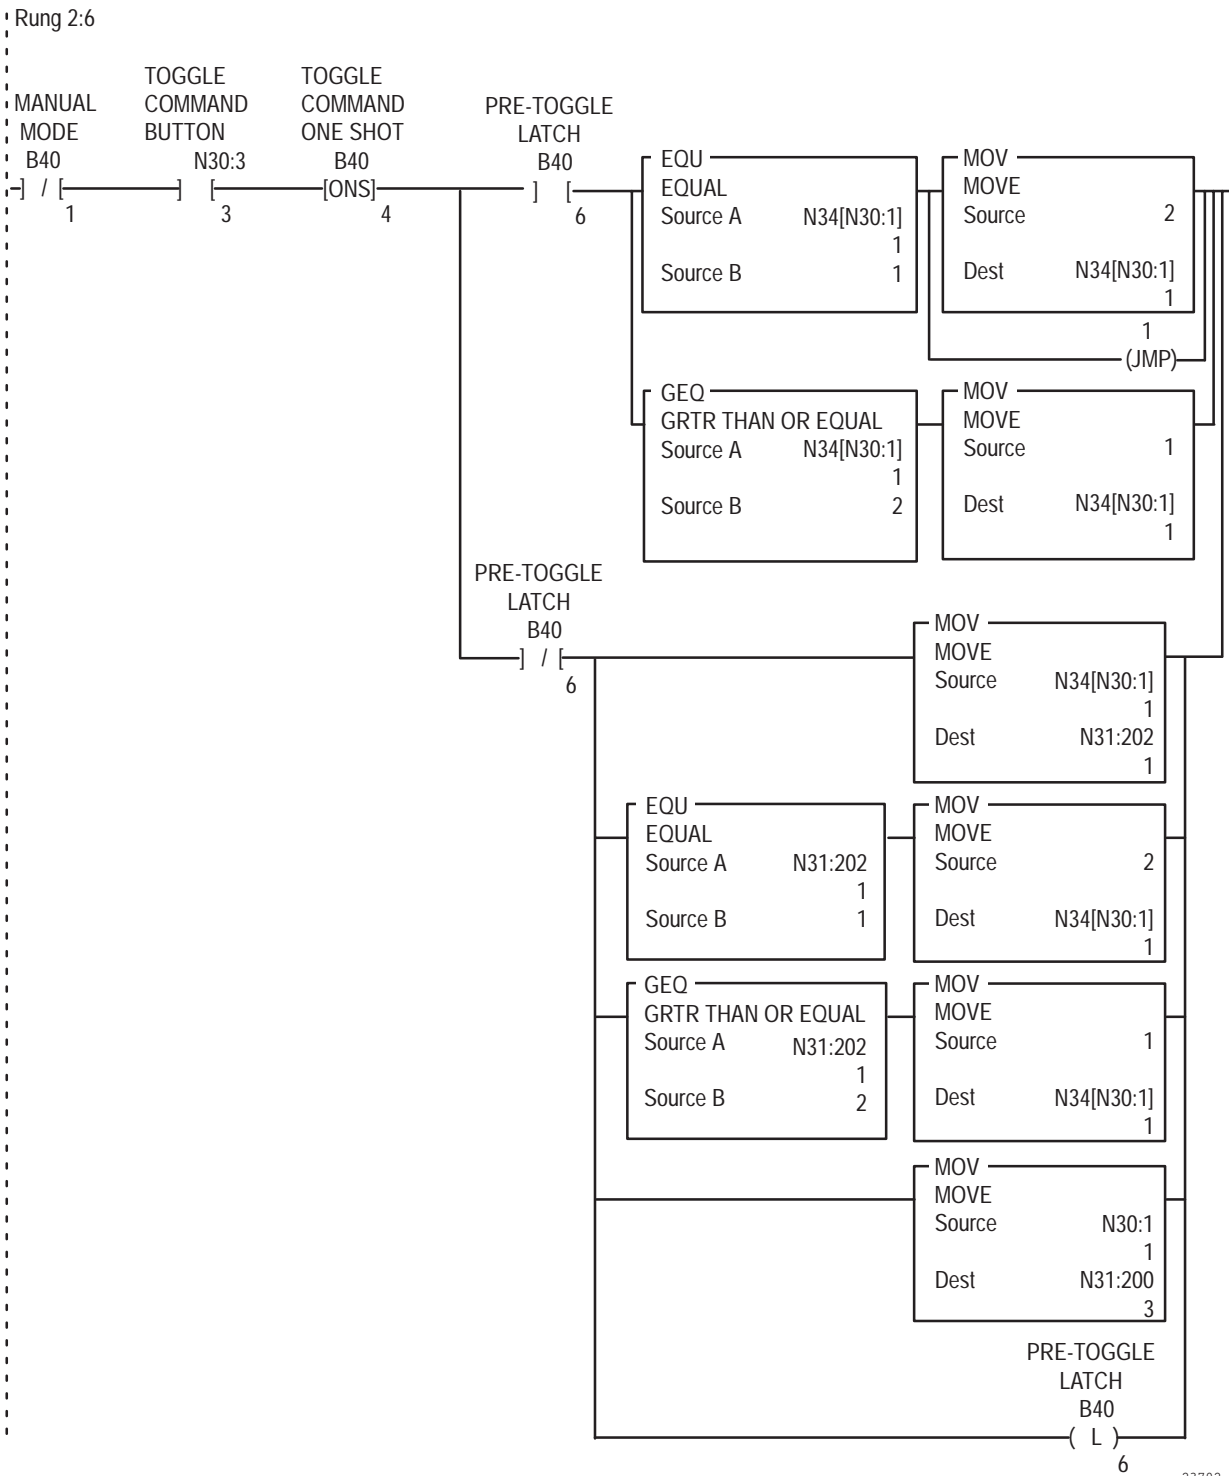 Rung 2:6
MANUAL
MODE
B40
] / [
1
TOGGLE
COMMAND
BUTTON
N30:3
] [
3
TOGGLE
COMMAND
ONE SHOT
B40
[ONS]
4
PRE-TOGGLE
LATCH
B40
] [
6
EQU
EQUAL
Source A N34[N30:1]
1
Source B 1
MOV
MOVE
Source 2
Dest N34[N30:1]
1
1
(JMP)
GEQ
GRTR THAN OR EQUAL
Source A N34[N30:1]
1
Source B 2
MOV
MOVE
Source 1
Dest N34[N30:1]
1
PRE-TOGGLE
LATCH
B40
] / [
6
MOV
MOVE
Source N34[N30:1]
1
Dest N31:202
1
EQU
EQUAL
Source A N31:202
1
Source B 1
MOV
MOVE
Source 2
Dest N34[N30:1]
1
GEQ
GRTR THAN OR EQUAL
Source A N31:202
1
Source B 2
MOV
MOVE
Source 1
Dest N34[N30:1]
1
MOV
MOVE
Source N30:1
1
Dest N31:200
3
PRE-TOGGLE
LATCH
B40
( L )
6